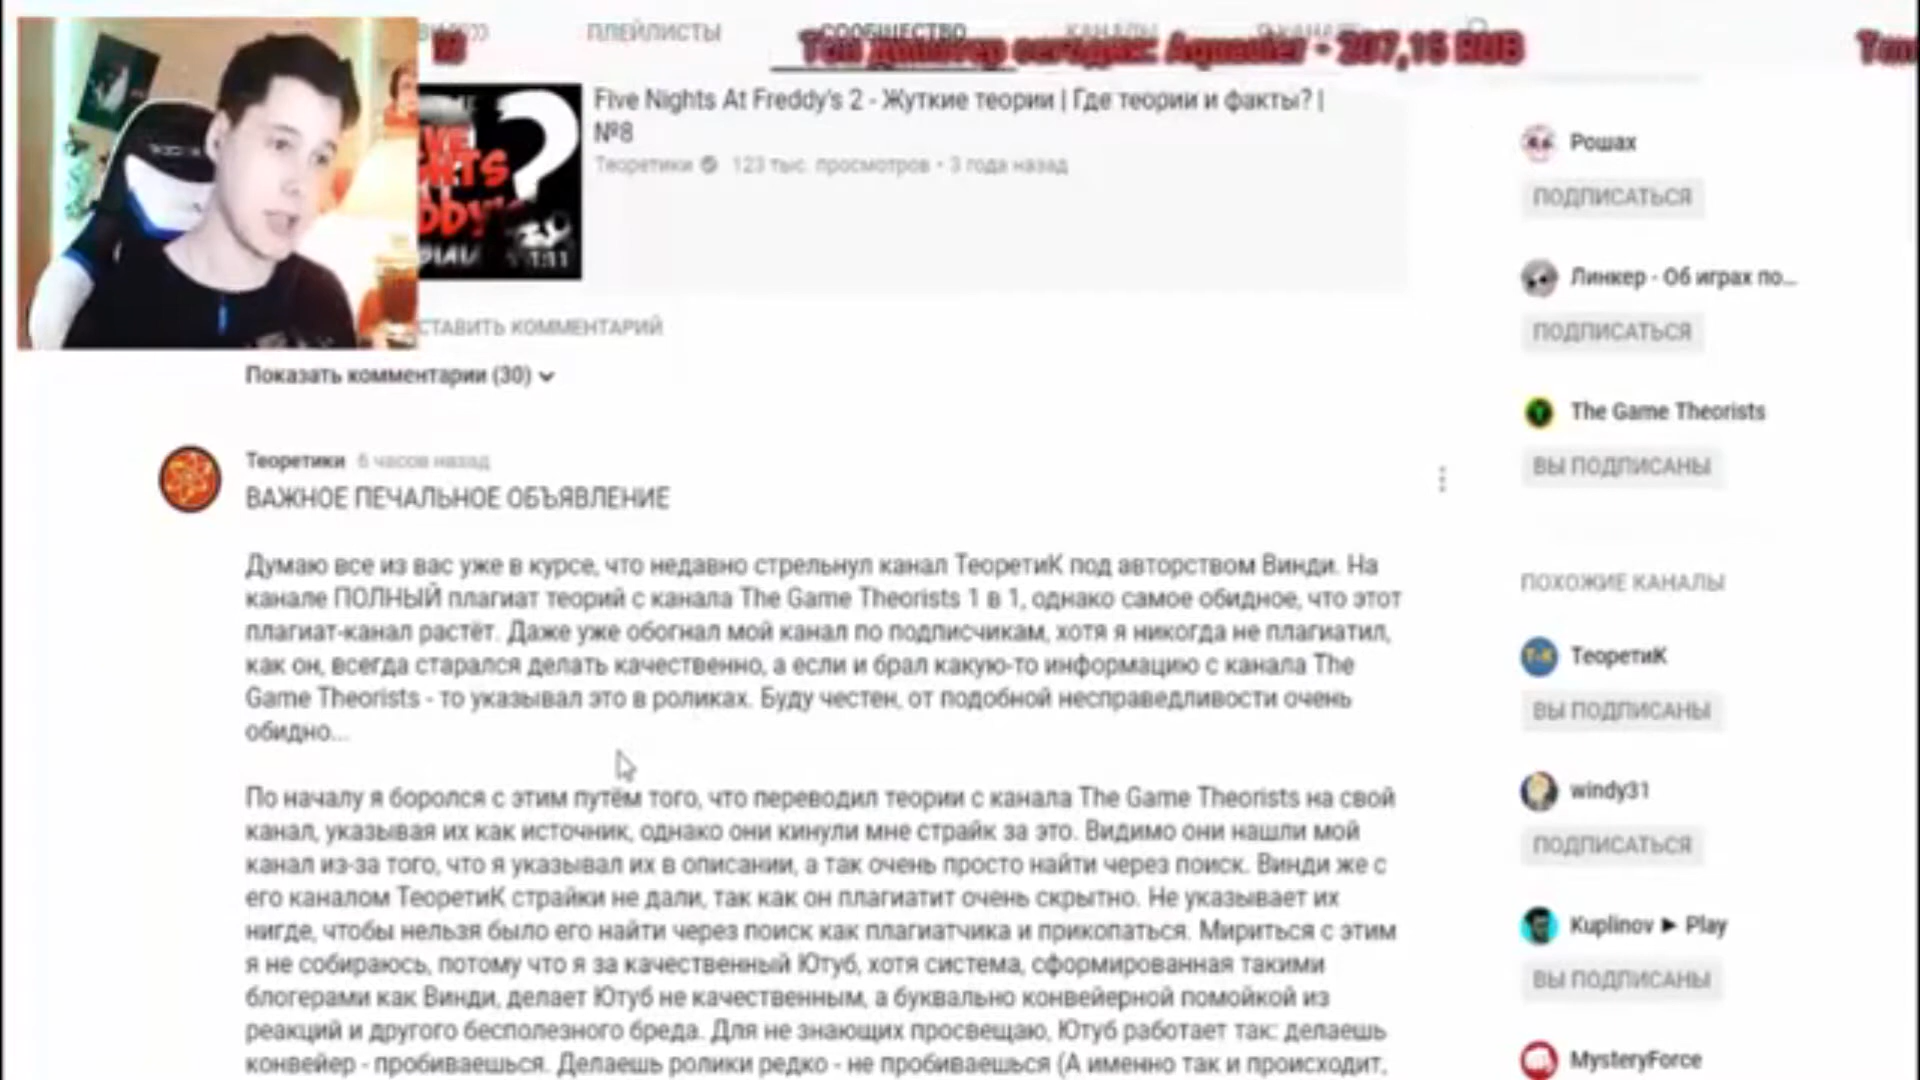 ПЛЕЙЛИСТЫ
СООБЩЕСТВО
КАНАЛЫ
О КАНАЛЕ
Топ донатер сегодня: - 207,15 RUB
Топ
Five Nights At Freddy's 2 - Жуткие теории | Где теории и факты? |
№8
Теоретики 123 тыс. просмотров • 3 года назад
СТАВИТЬ КОММЕНТАРИЙ
Показать комментарии (30)
Теоретики 6 часов назад
ВАЖНОЕ ПЕЧАЛЬНОЕ ОБЪЯВЛЕНИЕ
Думаю все из вас уже в курсе, что недавно стрельнул канал ТеоретиК под авторством Винди. На
канале ПОЛНЫЙ плагиат теорий с канала The Game Theorists 1 в 1, однако самое обидное, что этот
плагиат-канал растёт. Даже уже обогнал мой канал по подписчикам, хотя я никогда не плагиатил,
как он, всегда старался делать качественно, а если и брал какую-то информацию с канала The
Game Theorists - то указывал это в роликах. Буду честен, от подобной несправедливости очень
обидно...
По началу я боролся с этим путём того, что переводил теории с канала The Game Theorists на свой
канал, указывая их как источник, однако они кинули мне страйк за это. Видимо они нашли мой
канал из-за того, что я указывал их в описании, а так очень просто найти через поиск. Винди же с
его каналом ТеоретиК страйки не дали, так как он плагиатит очень скрытно. Не указывает их
нигде, чтобы нельзя было его найти через поиск как плагиатчика и прикопаться. Мириться с этим
я не собираюсь, потому что я за качественный Ютуб, хотя система, сформированная такими
блогерами как Винди, делает Ютуб не качественным, а буквально конвейерной помойкой из
реакций и другого бесполезного бреда. Для не знающих просвещаю, Ютуб работает так: делаешь
конвейер - пробиваешься. Делаешь ролики редко - не пробиваешься (А именно так и происходит,
Рошах
ПОДПИСАТЬСЯ
Линкер - Об играх по...
ПОДПИСАТЬСЯ
The Game Theorists
ВЫ ПОДПИСАНЫ
ПОХОЖИЕ КАНАЛЫ
ТеоретиК
ВЫ ПОДПИСАНЫ
windy31
ПОДПИСАТЬСЯ
Kuplinov ► Play
ВЫ ПОДПИСАНЫ
MysteryForce